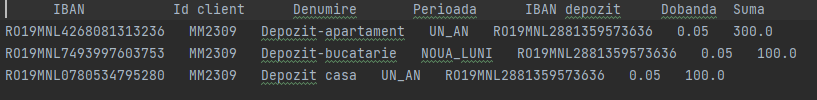 IBAN Id client Denumire Perioada IBAN depozit Dobanda Suma
RO19MNL4268081313236 MM2309 Depozit-apartament UN_AN RO19MNL2881359573636 0.05 300.0
RO19MNL7493997603753 MM2309 Depozit-bucatarie NOUA_LUNI RO19MNL2881359573636 0.05 100.0
RO19MNL0780534795280 MM2309 Depozit casa UN_AN RO19MNL2881359573636 0.05 100.0